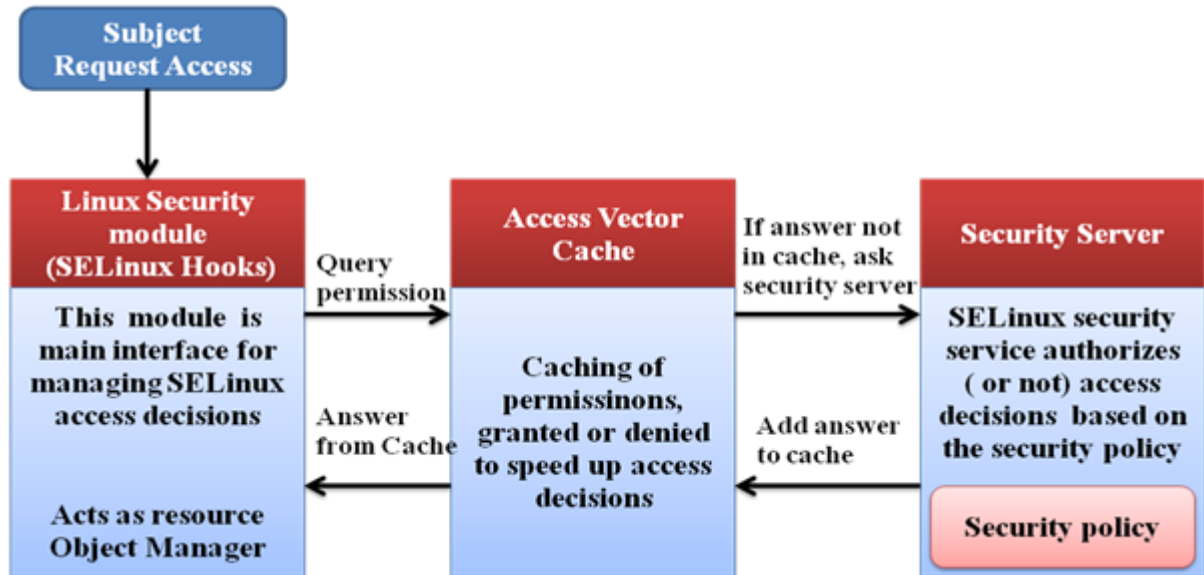 Subject
Request Access
Linux Security
module
(SELinux Hooks)
This module is
main interface for
managing SELinux
access decisions
Acts as resource
Object Manager
Query
permission
Answer
from Cache
Access Vector
Cache
Caching of
permissinons,
granted or denied
to speed up access
decisions
If answer not
in cache, ask
security server
Add answer
to cache
Security Server
SELinux security
service authorizes
( or not) access
decisions based on
the security policy
Security policy